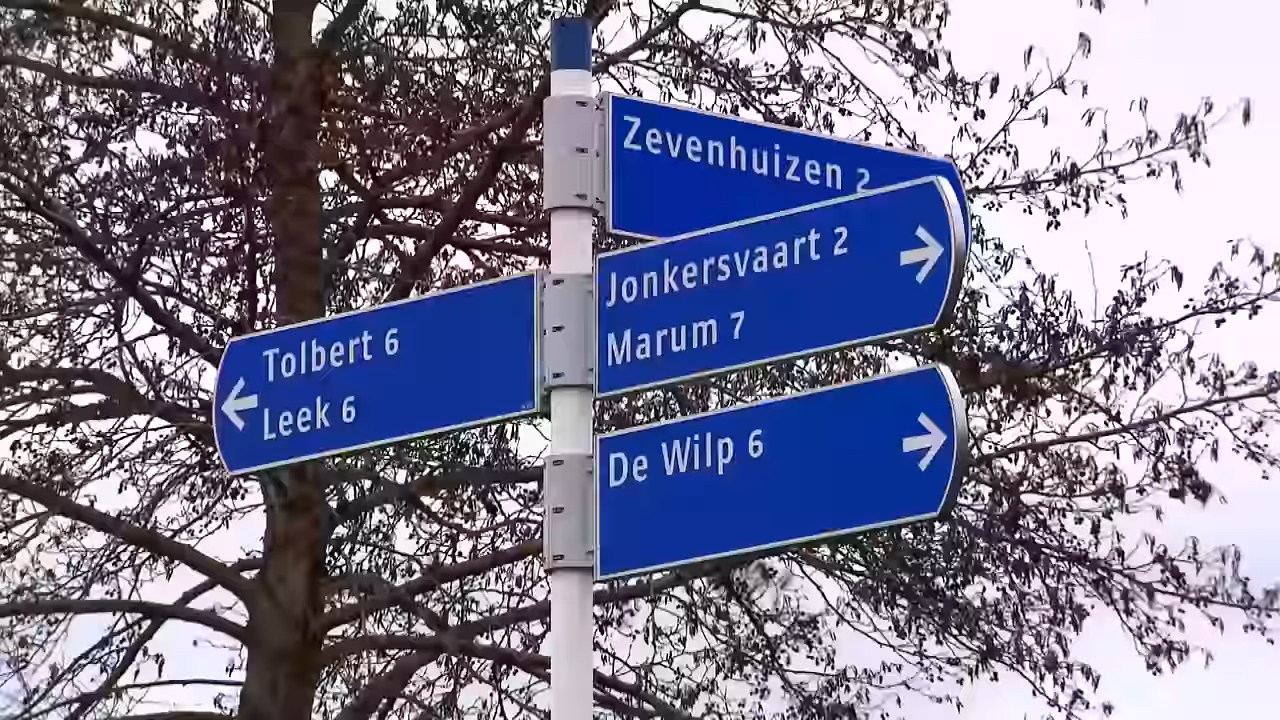 Zevenhuizen 2
Jonkersvaart 2
Marum 7
Tolbert 6
Leek 6
De Wilp 6